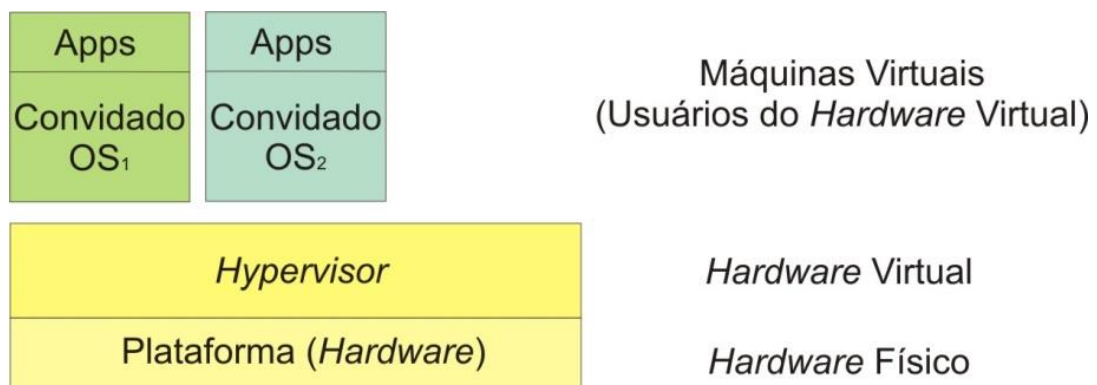 Apps
Convidado
OS₁
Apps
Convidado
OS₂
Máquinas Virtuais
(Usuários do Hardware Virtual)
Hypervisor
Hardware Virtual
Plataforma (Hardware)
Hardware Físico